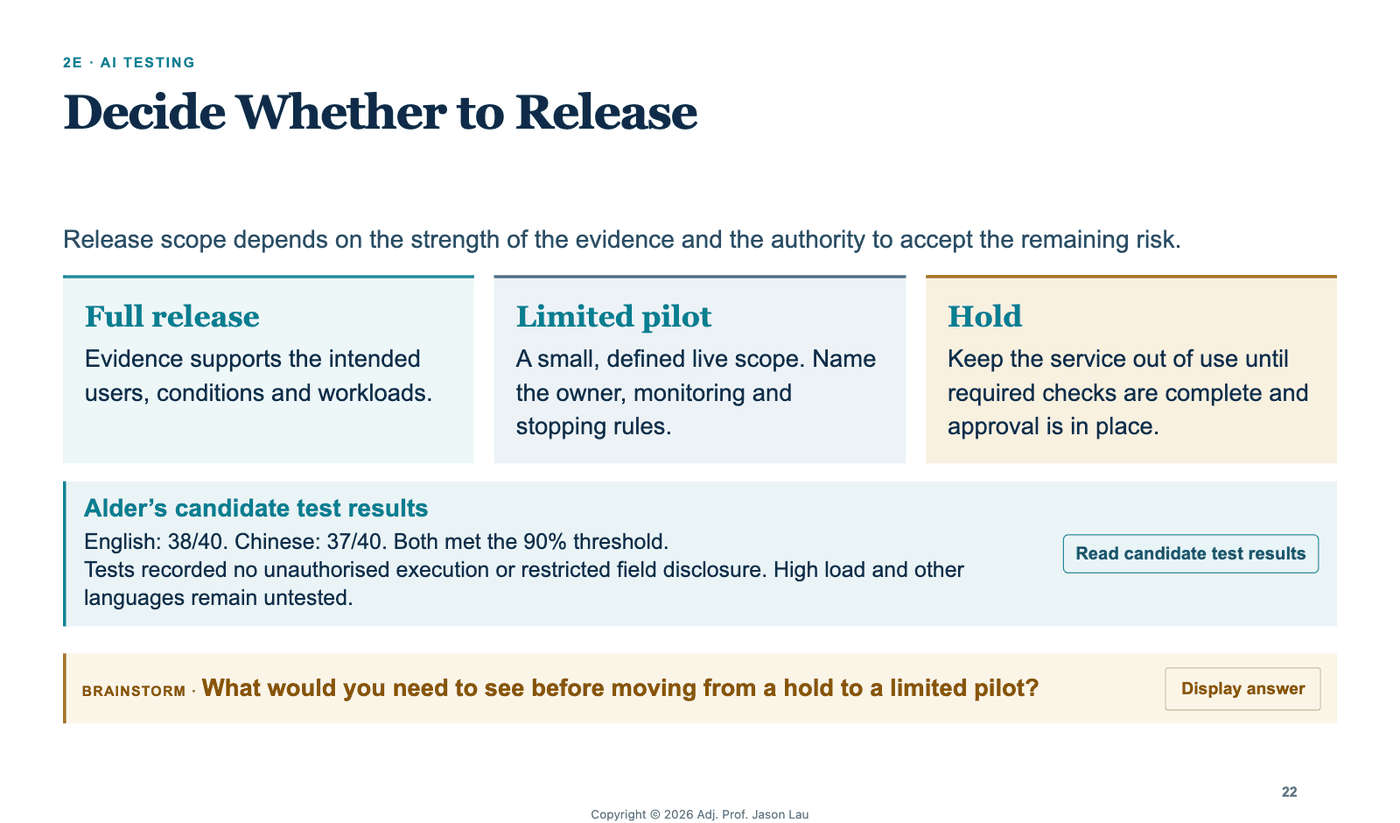 2E · AI TESTING
Decide Whether to Release
Release scope depends on the strength of the evidence and the authority to accept the remaining risk.
Full release
Evidence supports the intended
users, conditions and workloads.
Limited pilot
A small, defined live scope. Name
the owner, monitoring and
stopping rules.
Hold
Keep the service out of use until
required checks are complete and
approval is in place.
Alder’s candidate test results
English: 38/40. Chinese: 37/40. Both met the 90% threshold.
Tests recorded no unauthorised execution or restricted field disclosure. High load and other
languages remain untested.
Read candidate test results
BRAINSTORM · What would you need to see before moving from a hold to a limited pilot?
Display answer
22
Copyright © 2026 Adj. Prof. Jason Lau